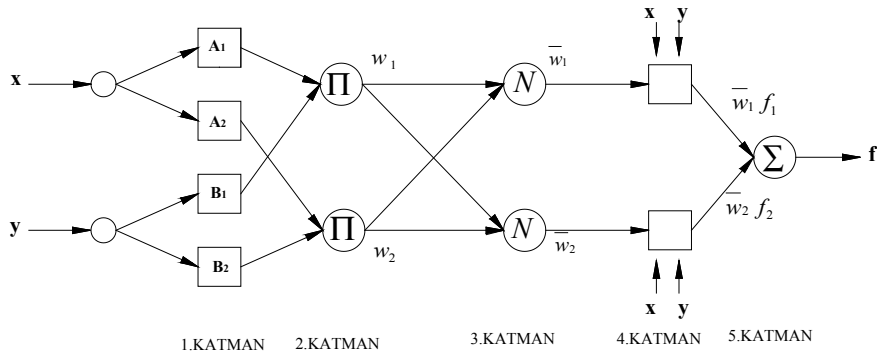 x y
A1
w1 w̅1
x Π N
A2
w̅1 f1
Σ f
B1
w̅2 f2
y Π N
w2 w̅2
B2
x y
1.KATMAN 2.KATMAN 3.KATMAN 4.KATMAN 5.KATMAN